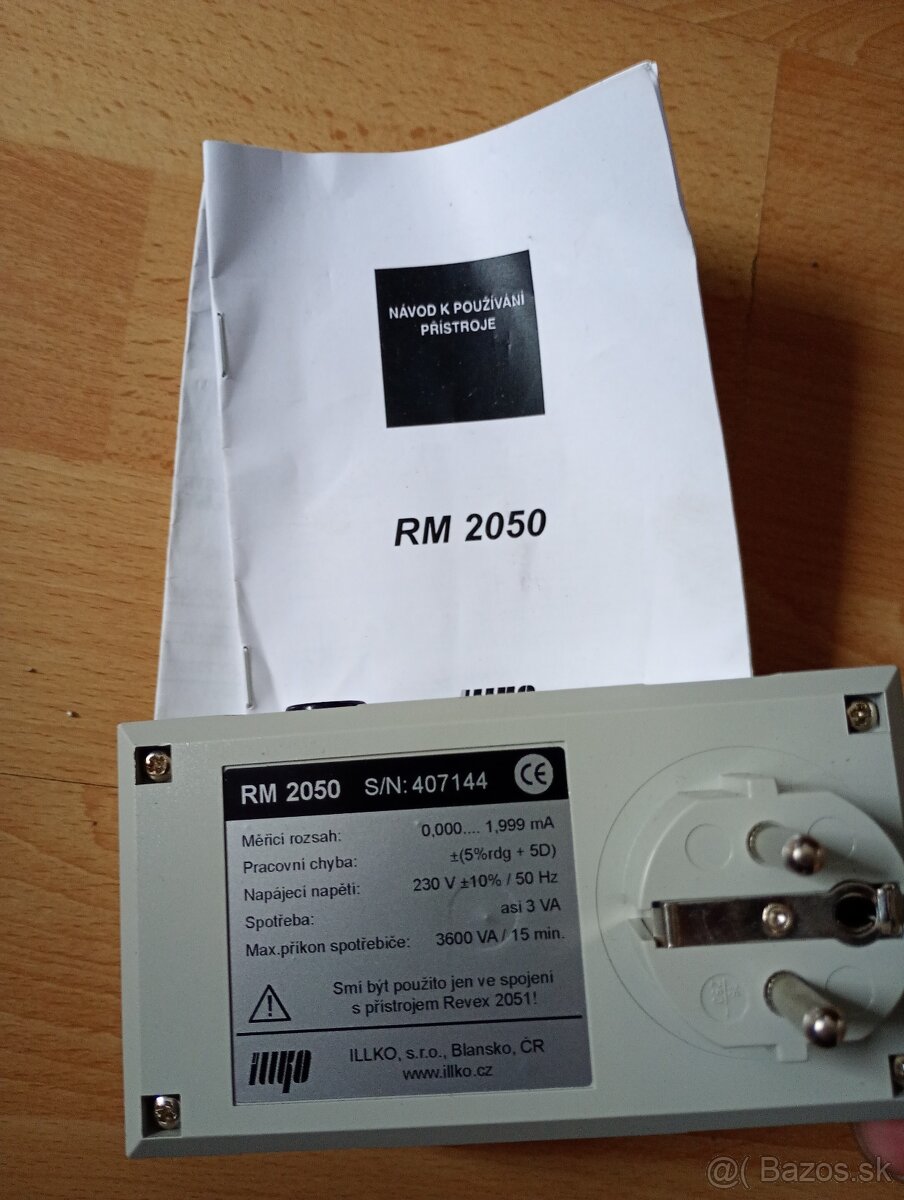 NÁVOD K POUŽÍVÁNÍ
PŘÍSTROJE
RM 2050
RM 2050 S/N: 407144 CE
Měřicí rozsah: 0,000.... 1,999 mA
Pracovní chyba: ±(5%rdg + 5D)
Napájecí napětí: 230 V ±10% / 50 Hz
Spotřeba: asi 3 VA
Max.příkon spotřebiče: 3600 VA / 15 min.
Smí být použito jen ve spojení
s přístrojem Revex 2051!
illko ILLKO, s.r.o., Blansko, ČR
www.illko.cz
@( Bazos.sk